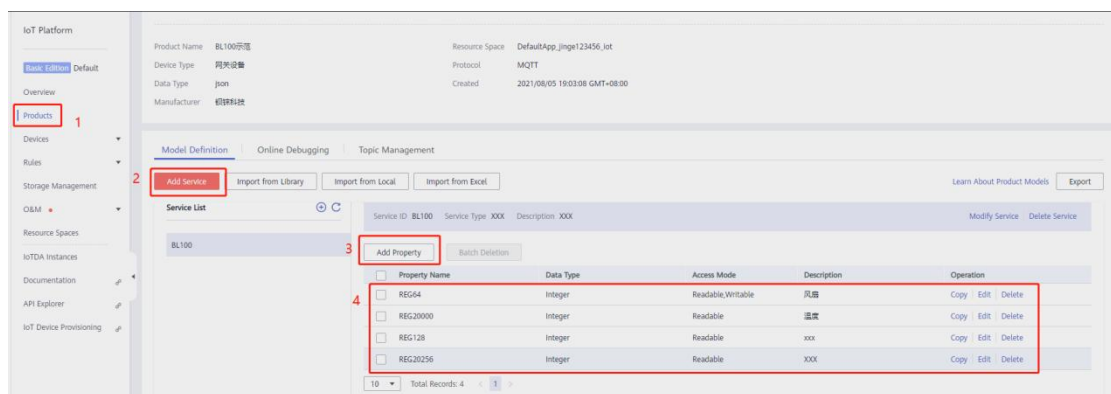 IoT Platform
Basic Edition Default
Overview
Products
1
Devices
Rules
Storage Management
O&M
Resource Spaces
IoTDA Instances
Documentation
API Explorer
IoT Device Provisioning
Product Name BL100示范 Resource Space DefaultApp_jinge123456_iot
Device Type 网关设备 Protocol MQTT
Data Type json Created 2021/08/05 19:03:08 GMT+08:00
Manufacturer 钡铼科技
Model Definition Online Debugging Topic Management
2 Add Service Import from Library Import from Local Import from Excel Learn About Product Models Export
Service List
BL100
Service ID BL100 Service Type XXX Description XXX Modify Service Delete Service
3 Add Property Batch Deletion
Property Name Data Type Access Mode Description Operation
4
REG64 Integer Readable,Writable 风扇 Copy Edit Delete
REG20000 Integer Readable 温度 Copy Edit Delete
REG128 Integer Readable xxx Copy Edit Delete
REG20256 Integer Readable XXX Copy Edit Delete
10 Total Records: 4 < 1 >